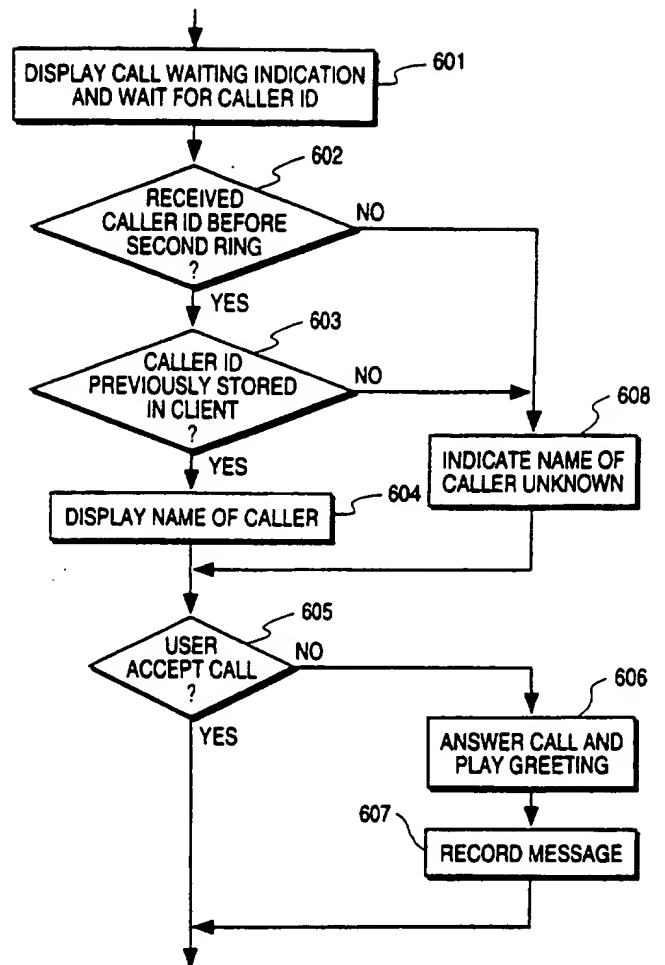 DISPLAY CALL WAITING INDICATION
AND WAIT FOR CALLER ID
601
602
RECEIVED
CALLER ID BEFORE
SECOND RING
?
NO
YES
603
CALLER ID
PREVIOUSLY STORED
IN CLIENT
?
NO
YES
608
INDICATE NAME OF
CALLER UNKNOWN
604
DISPLAY NAME OF CALLER
605
USER
ACCEPT CALL
?
NO
YES
606
ANSWER CALL AND
PLAY GREETING
607
RECORD MESSAGE